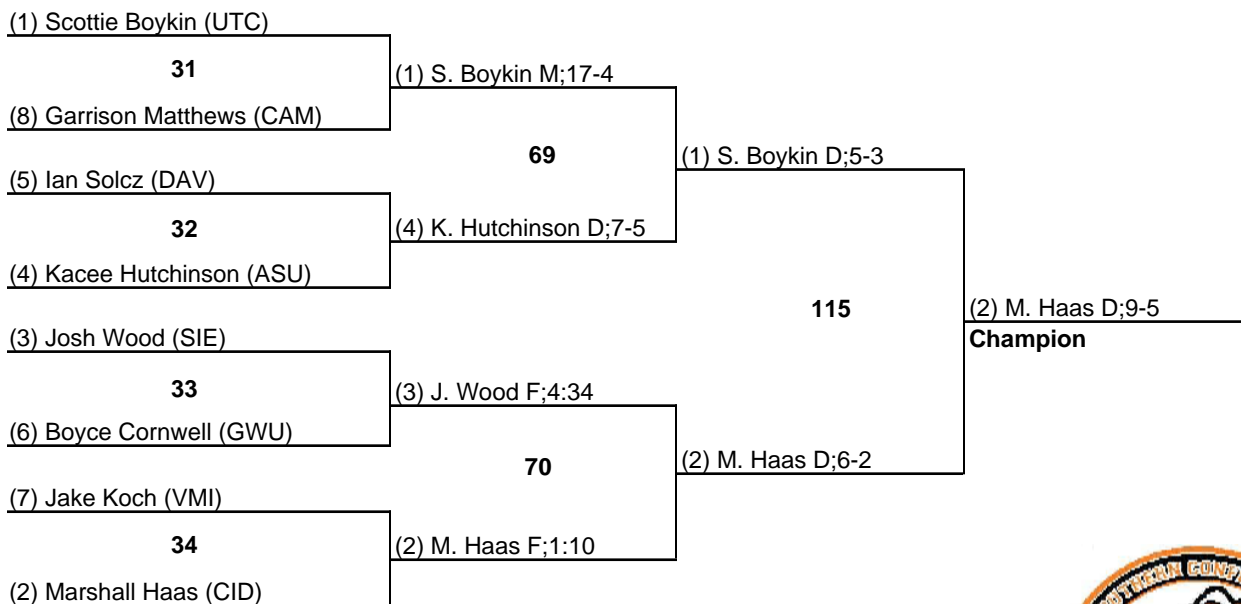 (1) Scottie Boykin (UTC)
31
(1) S. Boykin M;17-4
(8) Garrison Matthews (CAM)
69
(1) S. Boykin D;5-3
(5) Ian Solcz (DAV)
32
(4) K. Hutchinson D;7-5
(4) Kacee Hutchinson (ASU)
115
(2) M. Haas D;9-5
Champion
(3) Josh Wood (SIE)
33
(3) J. Wood F;4:34
(6) Boyce Cornwell (GWU)
70
(2) M. Haas D;6-2
(7) Jake Koch (VMI)
34
(2) M. Haas F;1:10
(2) Marshall Haas (CID)